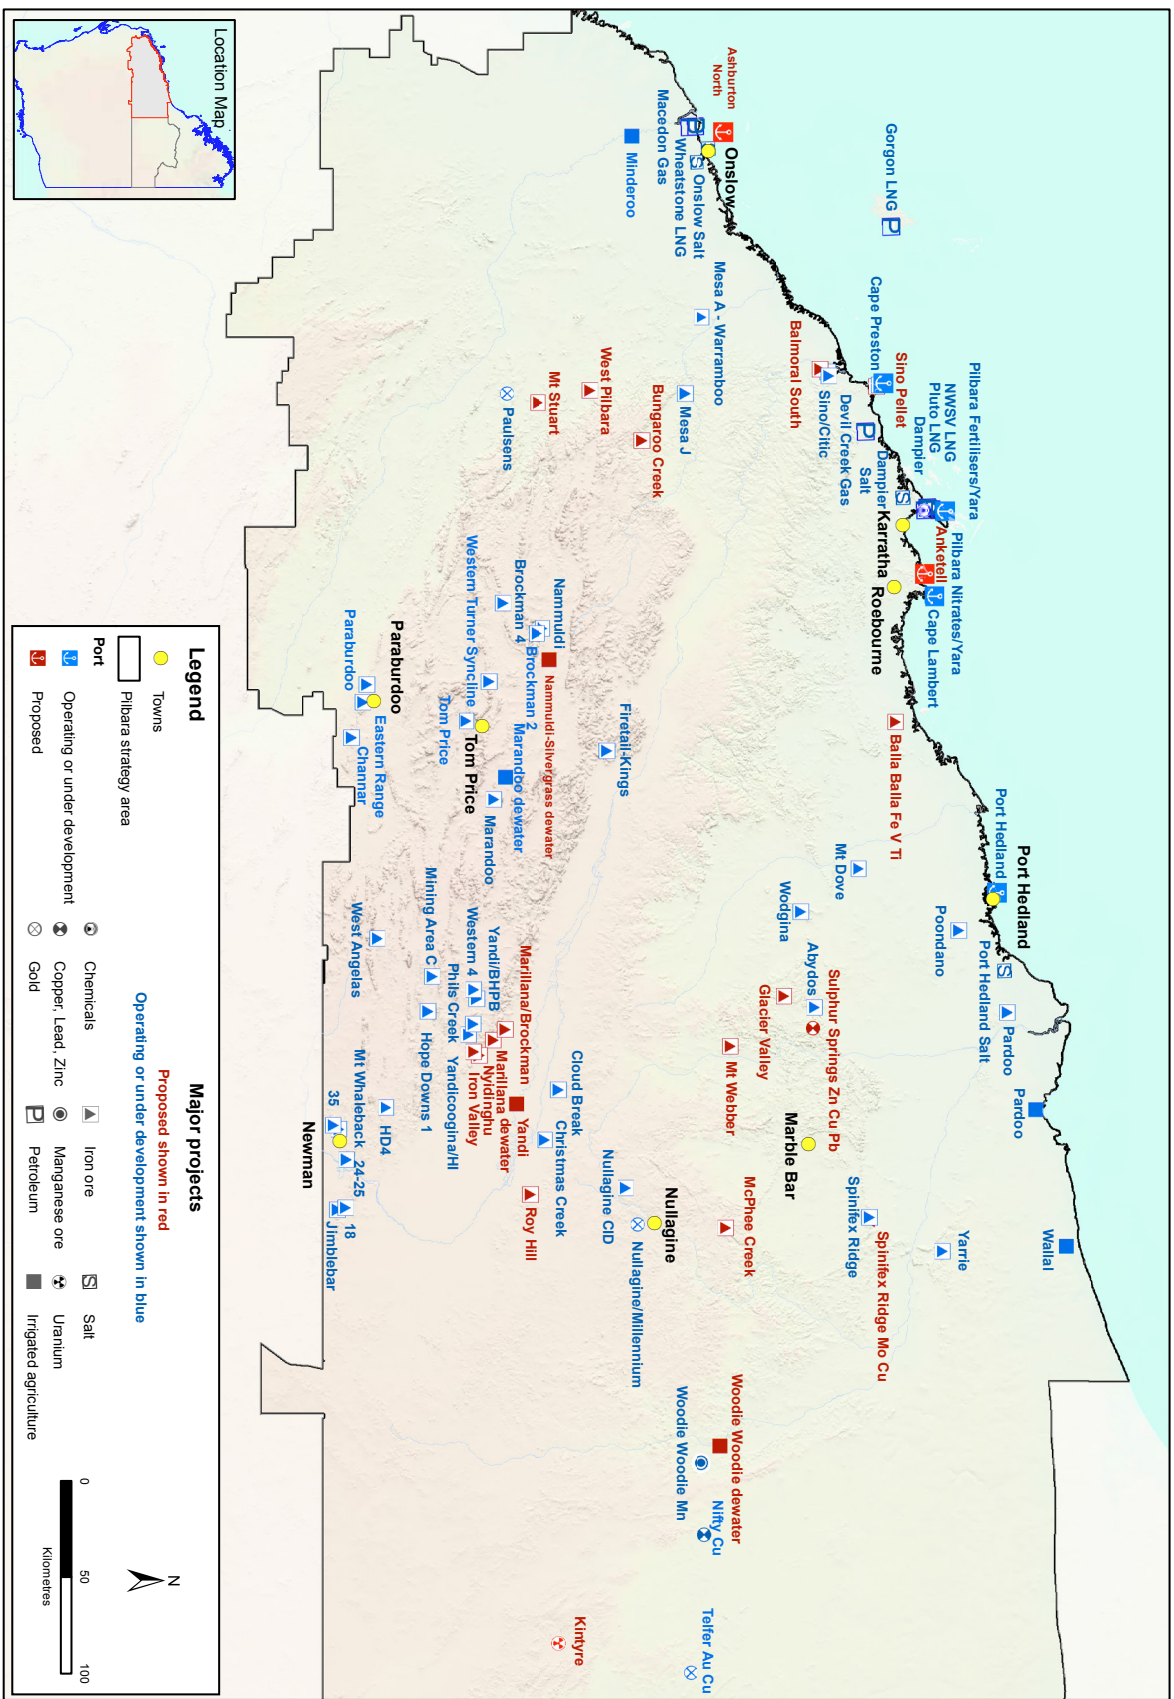 Location Map
Ashburton
North
Onslow
Onslow Salt
Wheatstone LNG
Macedon Gas
Minderoo
Gorgon LNG
Mesa A - Warramboo
Mesa J
Bungaroo Creek
West Pilbara
Mt Stuart
Paulsens
Balmoral South
Sino/Citic
Cape Preston
Sino Pellet
Devil Creek Gas
Dampier
Salt
Pilbara Fertilisers/Yara
NWSV LNG
Pluto LNG
Dampier
Pilbara Nitrates/Yara
Anketell
Cape Lambert
Karratha
Roebourne
Balla Balla Fe V Ti
Port Hedland
Port Hedland
Port Hedland Salt
Poondano
Pardoo
Pardoo
Wallal
Yarrie
Mt Dove
Wodgina
Abydos
Sulphur Springs Zn Cu Pb
Glacier Valley
Mt Webber
Marble Bar
Spinifex Ridge
Spinifex Ridge Mo Cu
McPhee Creek
Nullagine
Nullagine CID
Nullagine/Millennium
Woodie Woodie dewater
Woodie Woodie Mn
Nifty Cu
Telfer Au Cu
Kintyre
Firetail-Kings
Nammuldi
Nammuldi-Silvergrass dewater
Brockman 2
Brockman 4
Western Turner Syncline
Marandoo dewater
Marandoo
Tom Price
Tom Price
Paraburdoo
Paraburdoo
Eastern Range
Channar
Cloud Break
Christmas Creek
Roy Hill
Marillana/Brockman
Yandi
Marillana
dewater
Nyidinghu
Iron Valley
Yandi/BHPB
Western 4
Yandicoogina/HI
Phils Creek
Mining Area C
Hope Downs 1
West Angelas
HD4
Mt Whaleback
35
24-25
18
Jimblebar
Newman
Legend
Towns
Pilbara strategy area
Port
Operating or under development
Proposed
Major projects
Proposed shown in red
Operating or under development shown in blue
Chemicals
Copper, Lead, Zinc
Gold
Iron ore
Manganese ore
Petroleum
Salt
Uranium
Irrigated agriculture
N
0 50 100
Kilometres